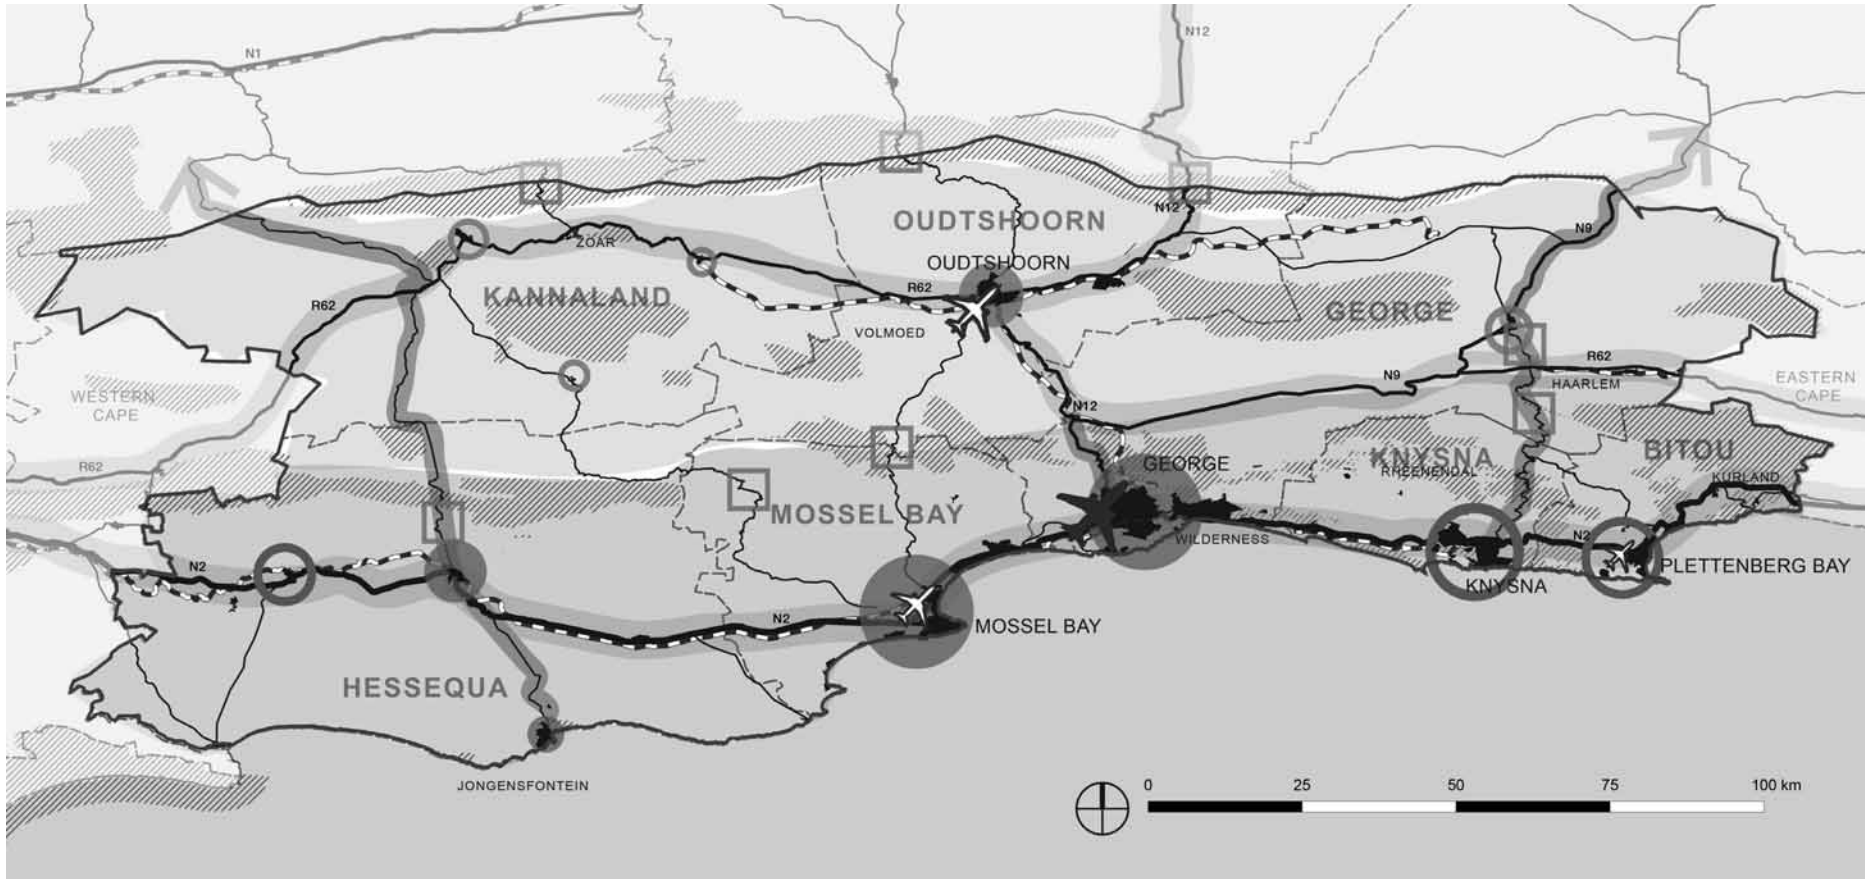 N1
N12
OUDTSHOORN
N12
N9
ZOAR
OUDTSHOORN
KANNALAND
R62
R62
GEORGE
VOLMOED
R62
N9
HAARLEM
EASTERN
CAPE
WESTERN
CAPE
N12
KNYSNA
BITOU
R62
GEORGE
RHEENENDAL
KURLAND
MOSSEL BAY
WILDERNESS
N2
N2
PLETTENBERG BAY
KNYSNA
N2
MOSSEL BAY
HESSEQUA
JONGENSFONTEIN
0 25 50 75 100 km